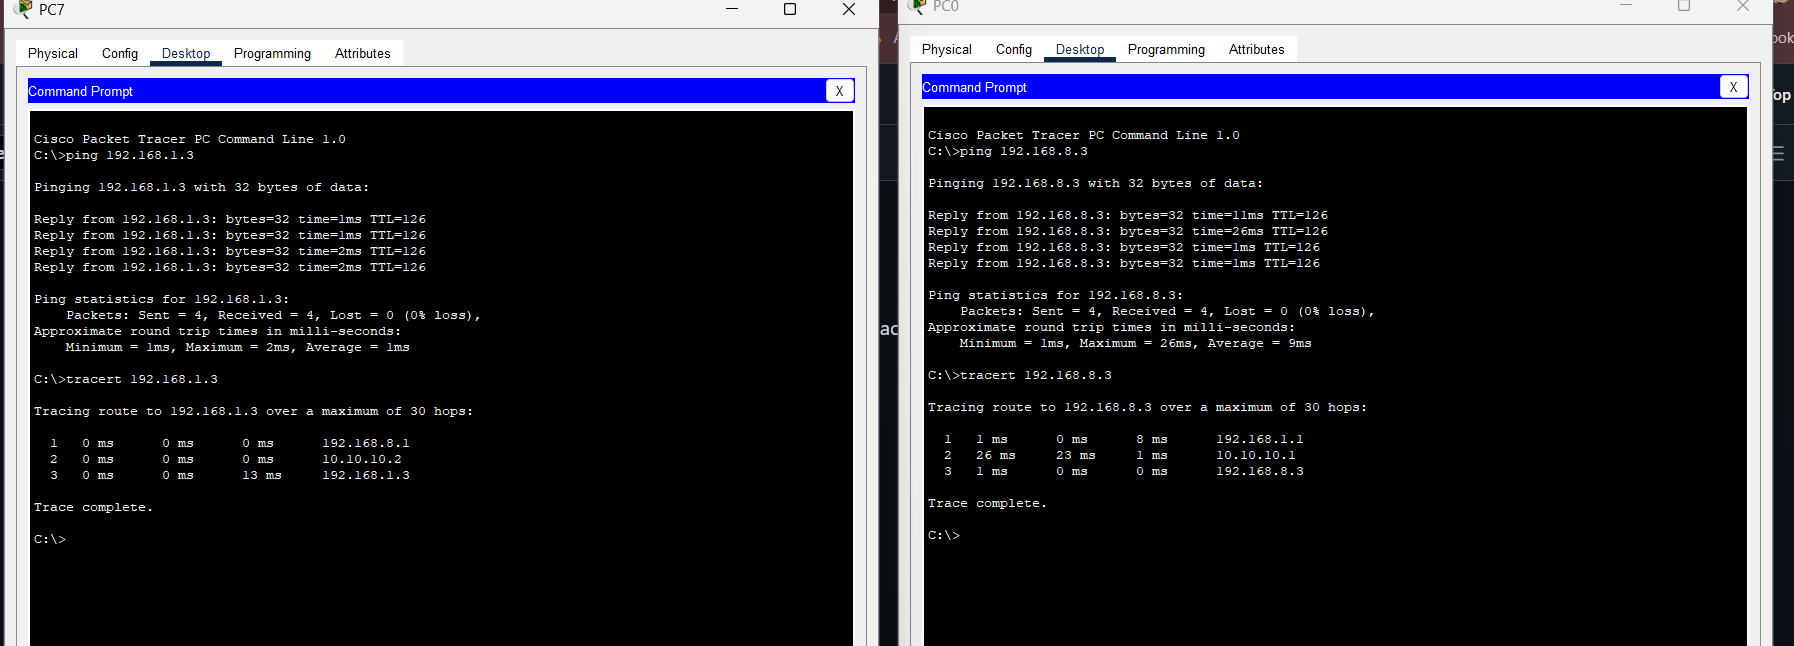 PC7
Physical Config Desktop Programming Attributes
Command Prompt
X
Cisco Packet Tracer PC Command Line 1.0
C:\>ping 192.168.1.3
Pinging 192.168.1.3 with 32 bytes of data:
Reply from 192.168.1.3: bytes=32 time=1ms TTL=126
Reply from 192.168.1.3: bytes=32 time=1ms TTL=126
Reply from 192.168.1.3: bytes=32 time=2ms TTL=126
Reply from 192.168.1.3: bytes=32 time=2ms TTL=126
Ping statistics for 192.168.1.3:
Packets: Sent = 4, Received = 4, Lost = 0 (0% loss),
Approximate round trip times in milli-seconds:
Minimum = 1ms, Maximum = 2ms, Average = 1ms
C:\>tracert 192.168.1.3
Tracing route to 192.168.1.3 over a maximum of 30 hops:
1 0 ms 0 ms 0 ms 192.168.8.1
2 0 ms 0 ms 0 ms 10.10.10.2
3 0 ms 0 ms 13 ms 192.168.1.3
Trace complete.
C:\>
PC0
Physical Config Desktop Programming Attributes
Command Prompt
X
Cisco Packet Tracer PC Command Line 1.0
C:\>ping 192.168.8.3
Pinging 192.168.8.3 with 32 bytes of data:
Reply from 192.168.8.3: bytes=32 time=11ms TTL=126
Reply from 192.168.8.3: bytes=32 time=26ms TTL=126
Reply from 192.168.8.3: bytes=32 time=1ms TTL=126
Reply from 192.168.8.3: bytes=32 time=1ms TTL=126
Ping statistics for 192.168.8.3:
Packets: Sent = 4, Received = 4, Lost = 0 (0% loss),
Approximate round trip times in milli-seconds:
Minimum = 1ms, Maximum = 26ms, Average = 9ms
C:\>tracert 192.168.8.3
Tracing route to 192.168.8.3 over a maximum of 30 hops:
1 1 ms 0 ms 8 ms 192.168.1.1
2 26 ms 23 ms 1 ms 10.10.10.1
3 1 ms 0 ms 0 ms 192.168.8.3
Trace complete.
C:\>